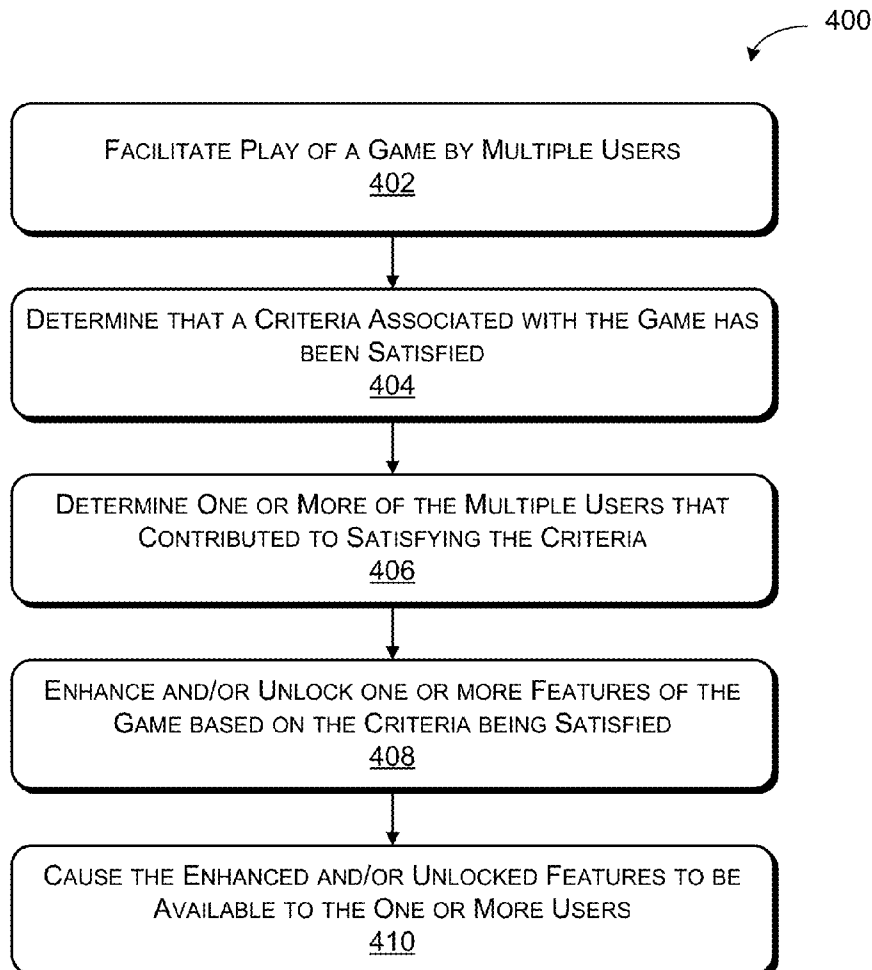 400
Facilitate Play of a Game by Multiple Users
402
Determine that a Criteria Associated with the Game has
been Satisfied
404
Determine One or More of the Multiple Users that
Contributed to Satisfying the Criteria
406
Enhance and/or Unlock one or more Features of the
Game based on the Criteria being Satisfied
408
Cause the Enhanced and/or Unlocked Features to be
Available to the One or More Users
410